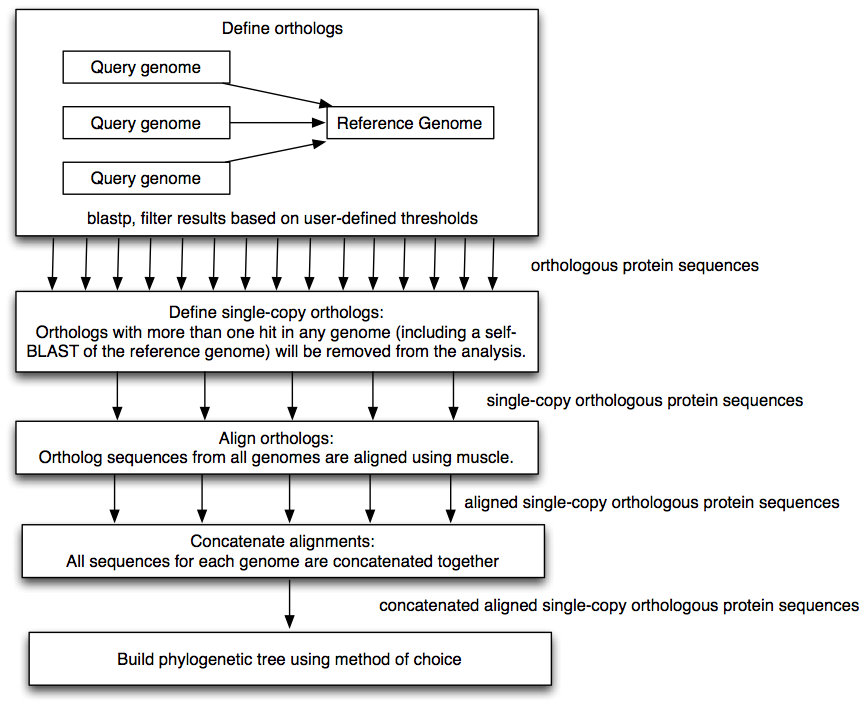 Define orthologs
Query genome
Query genome
Reference Genome
Query genome
blastp, filter results based on user-defined thresholds
orthologous protein sequences
Define single-copy orthologs:
Orthologs with more than one hit in any genome (including a self-
BLAST of the reference genome) will be removed from the analysis.
single-copy orthologous protein sequences
Align orthologs:
Ortholog sequences from all genomes are aligned using muscle.
aligned single-copy orthologous protein sequences
Concatenate alignments:
All sequences for each genome are concatenated together
concatenated aligned single-copy orthologous protein sequences
Build phylogenetic tree using method of choice